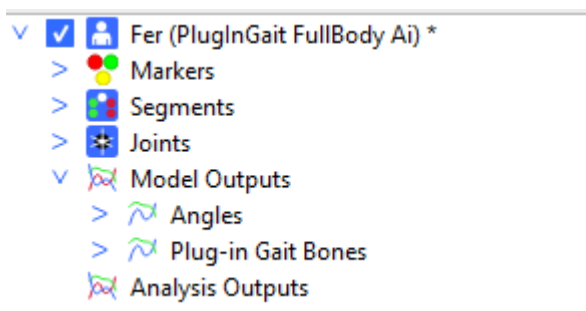 Fer (PlugInGait FullBody Ai) *
Markers
Segments
Joints
Model Outputs
Angles
Plug-in Gait Bones
Analysis Outputs